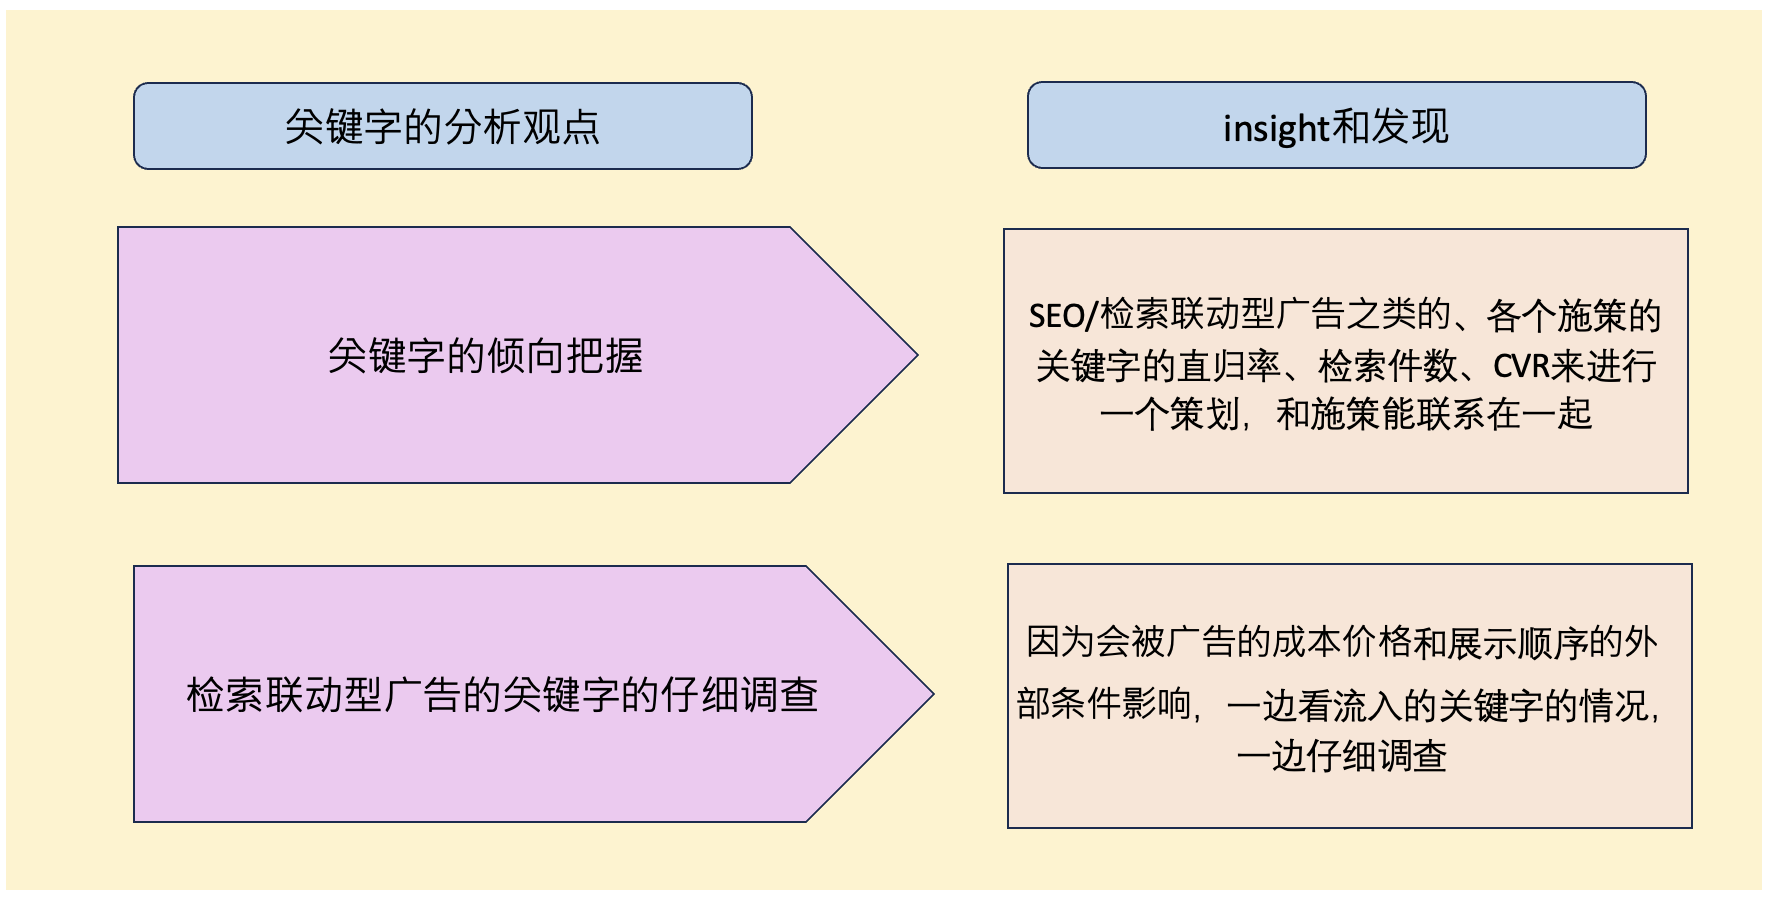 关键字的分析观点
insight和发现
关键字的倾向把握
SEO/检索联动型广告之类的、各个施策的
关键字的直归率、检索件数、CVR来进行
一个策划，和施策能联系在一起
检索联动型广告的关键字的仔细调查
因为会被广告的成本价格和展示顺序的外
部条件影响，一边看流入的关键字的情况，
一边仔细调查